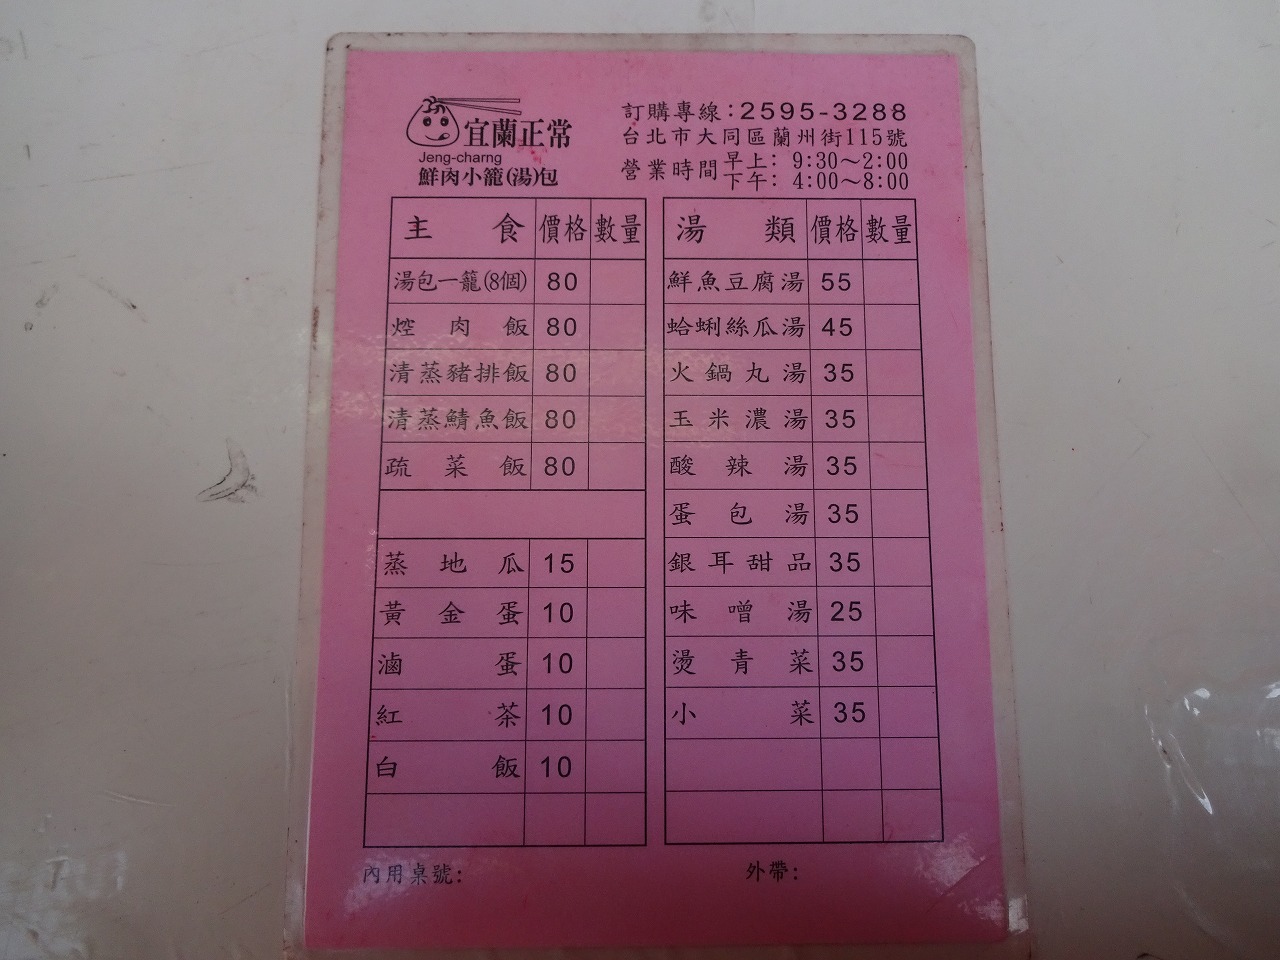 宜蘭正常
Jeng-charng
鮮肉小籠(湯)包
訂購專線:2595-3288
台北市大同區蘭州街115號
營業時間 早上: 9:30～2:00
下午: 4:00～8:00
主食 價格 數量
湯包一籠(8個) 80
焢肉飯 80
清蒸豬排飯 80
清蒸鯖魚飯 80
疏菜飯 80
蒸地瓜 15
黃金蛋 10
滷蛋 10
紅茶 10
白飯 10
湯類 價格 數量
鮮魚豆腐湯 55
蛤蜊絲瓜湯 45
火鍋丸湯 35
玉米濃湯 35
酸辣湯 35
蛋包湯 35
銀耳甜品 35
味噌湯 25
燙青菜 35
小菜 35
內用桌號:
外帶: